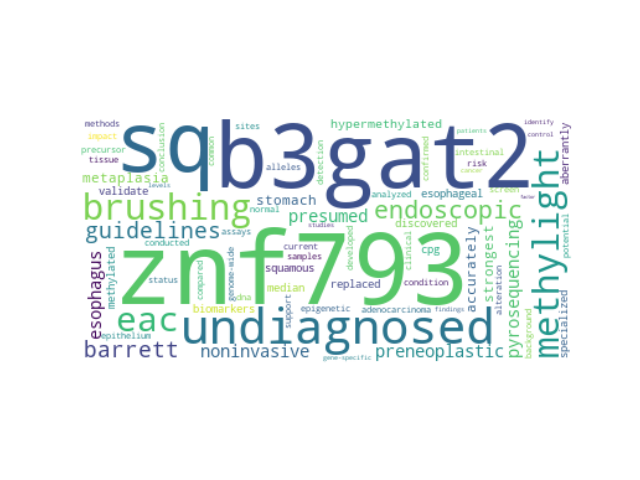 methods
sq
b3gat2
sites
hypermethylated
patients
identify
impact
control
precursor
conclusion
common
alleles
detection
confirmed
intestinal
tissue
risk
cancer
aberrantly
metaplasia
levels
validate
stomach
analyzed
esophageal
screen
factor
brushing
normal
presumed
endoscopic
methylight
potential
guidelines
assays
studies
discovered
esophagus
methylated
znf793
conducted
status
compared
genome-wide
current
samples
squamous
developed
clinical
cpg
accurately
strongest
pyrosequencing
condition
alteration
specialized
dna
median
replaced
biomarkers
support
epigenetic
adenocarcinoma
findings
eac
undiagnosed
background
epithelium
barrett
noninvasive
gene-specific
preneoplastic